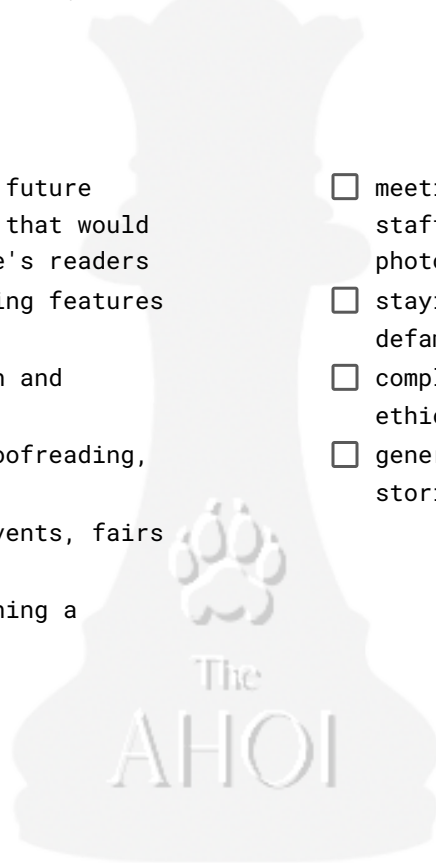 future
that would
e's readers
ing features
n and
oofreading,
vents, fairs
ning a
meeti
staf
photo
stayi
defam
compl
ethic
gener
stori
The
AHOI